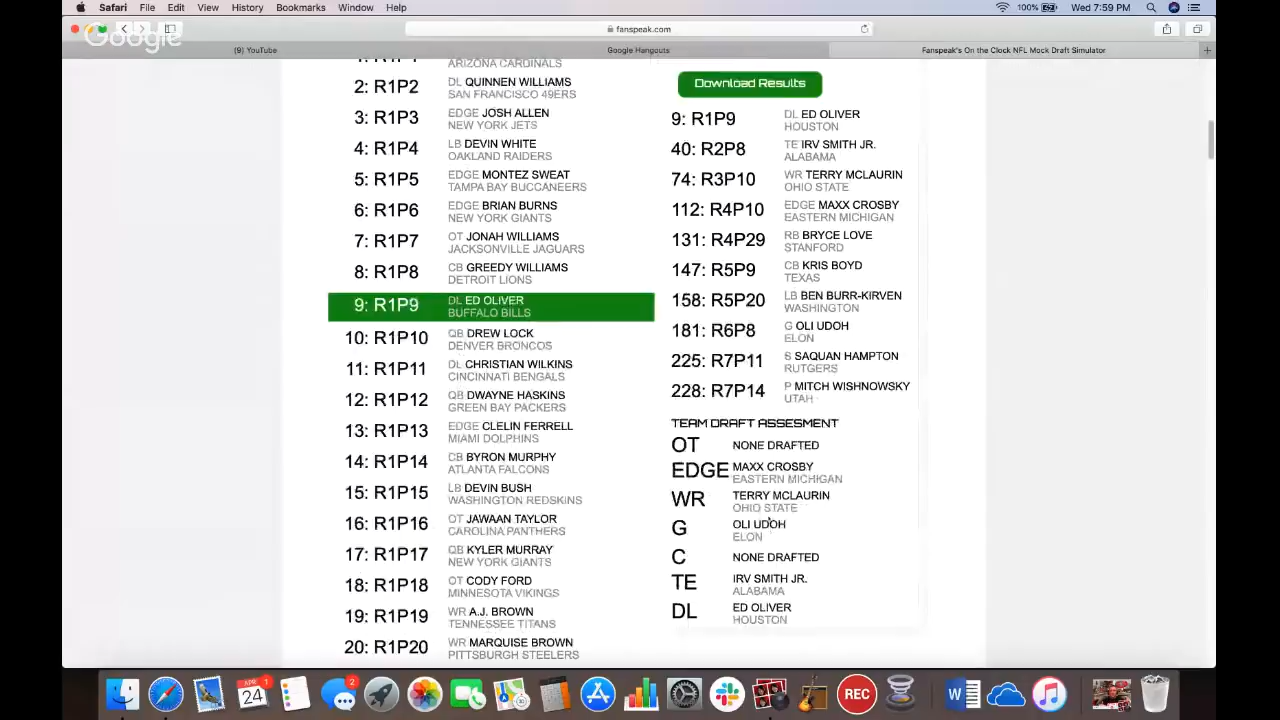 Safari File Edit View History Bookmarks Window Help 100% Wed 7:59 PM
Google
fanspeak.com
(9) YouTube
Google Hangouts
Fanspeak's On the Clock NFL Mock Draft Simulator
ARIZONA CARDINALS
2: R1P2 DL QUINNEN WILLIAMS
SAN FRANCISCO 49ERS
3: R1P3 EDGE JOSH ALLEN
NEW YORK JETS
4: R1P4 LB DEVIN WHITE
OAKLAND RAIDERS
5: R1P5 EDGE MONTEZ SWEAT
TAMPA BAY BUCCANEERS
6: R1P6 EDGE BRIAN BURNS
NEW YORK GIANTS
7: R1P7 OT JONAH WILLIAMS
JACKSONVILLE JAGUARS
8: R1P8 CB GREEDY WILLIAMS
DETROIT LIONS
9: R1P9 DL ED OLIVER
BUFFALO BILLS
10: R1P10 QB DREW LOCK
DENVER BRONCOS
11: R1P11 DL CHRISTIAN WILKINS
CINCINNATI BENGALS
12: R1P12 QB DWAYNE HASKINS
GREEN BAY PACKERS
13: R1P13 EDGE CLELIN FERRELL
MIAMI DOLPHINS
14: R1P14 CB BYRON MURPHY
ATLANTA FALCONS
15: R1P15 LB DEVIN BUSH
WASHINGTON REDSKINS
16: R1P16 OT JAWAAN TAYLOR
CAROLINA PANTHERS
17: R1P17 QB KYLER MURRAY
NEW YORK GIANTS
18: R1P18 OT CODY FORD
MINNESOTA VIKINGS
19: R1P19 WR A.J. BROWN
TENNESSEE TITANS
20: R1P20 WR MARQUISE BROWN
PITTSBURGH STEELERS
Download Results
9: R1P9 DL ED OLIVER
HOUSTON
40: R2P8 TE IRV SMITH JR.
ALABAMA
74: R3P10 WR TERRY MCLAURIN
OHIO STATE
112: R4P10 EDGE MAXX CROSBY
EASTERN MICHIGAN
131: R4P29 RB BRYCE LOVE
STANFORD
147: R5P9 CB KRIS BOYD
TEXAS
158: R5P20 LB BEN BURR-KIRVEN
WASHINGTON
181: R6P8 G OLI UDOH
ELON
225: R7P11 S SAQUAN HAMPTON
RUTGERS
228: R7P14 P MITCH WISHNOWSKY
UTAH
TEAM DRAFT ASSESMENT
OT NONE DRAFTED
EDGE MAXX CROSBY
EASTERN MICHIGAN
WR TERRY MCLAURIN
OHIO STATE
G OLI UDOH
ELON
C NONE DRAFTED
TE IRV SMITH JR.
ALABAMA
DL ED OLIVER
HOUSTON
APR 1
24
2
REC
W